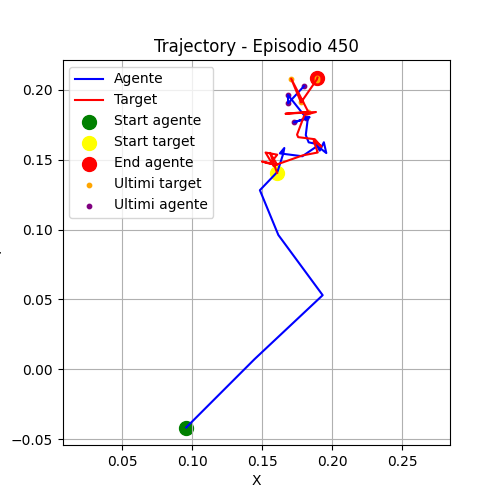 Trajectory - Episodio 450
Agente
Target
Start agente
Start target
End agente
Ultimi target
Ultimi agente
0.20
0.15
0.10
0.05
0.00
−0.05
0.05
0.10
0.15
0.20
0.25
X